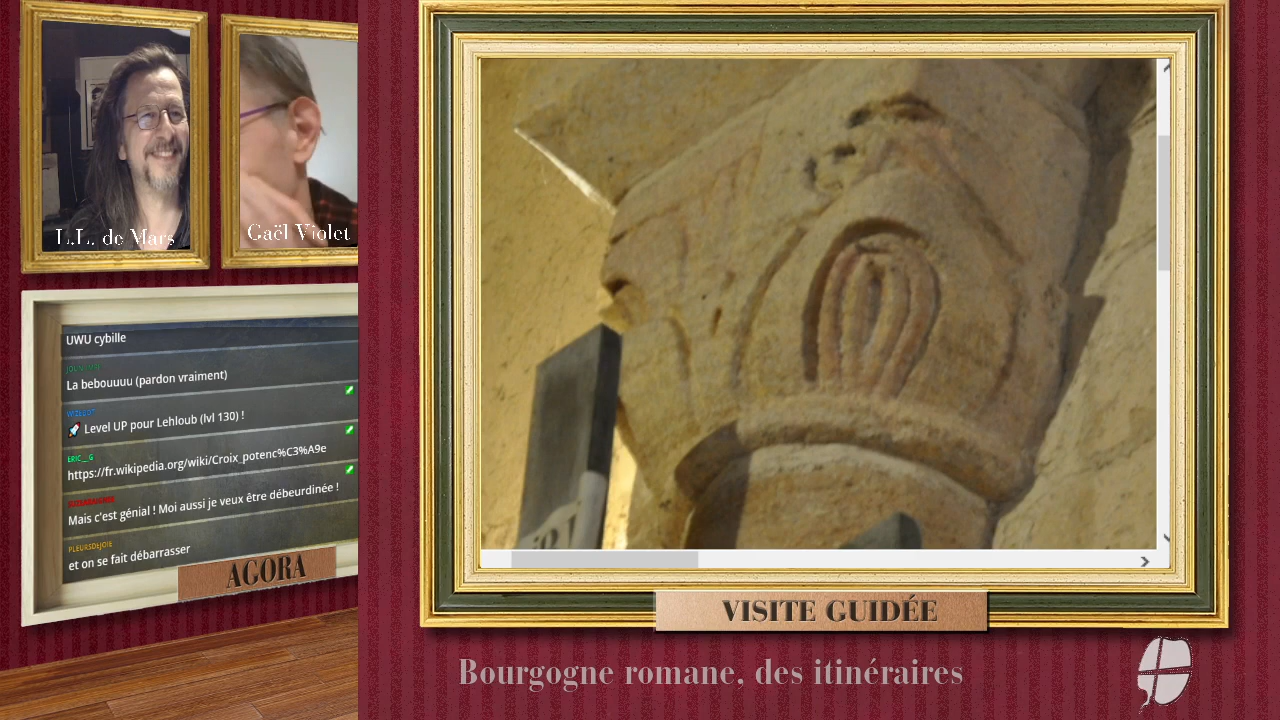 L.L. de Mars
Gaël Violet
UWU cybille
La bebouuuu (pardon vraiment)
WIZEBOT
🚀 Level UP pour Lehloub (lvl 130) !
ERIC__G
https://fr.wikipedia.org/wiki/Croix_potenc%C3%A9e
Mais c'est génial ! Moi aussi je veux être débeurdinée !
PLEURSDEJOIE
et on se fait débarrasser
AGORA
VISITE GUIDÉE
Bourgogne romane, des itinéraires